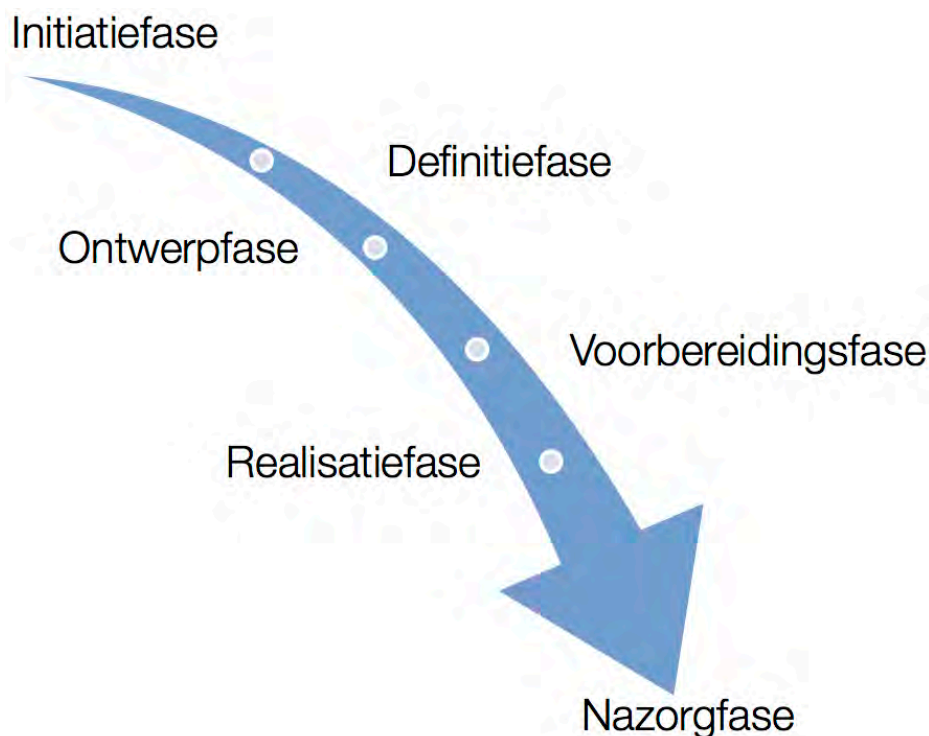 Initiatiefase
Definitiefase
Ontwerpfase
Voorbereidingsfase
Realisatiefase
Nazorgfase